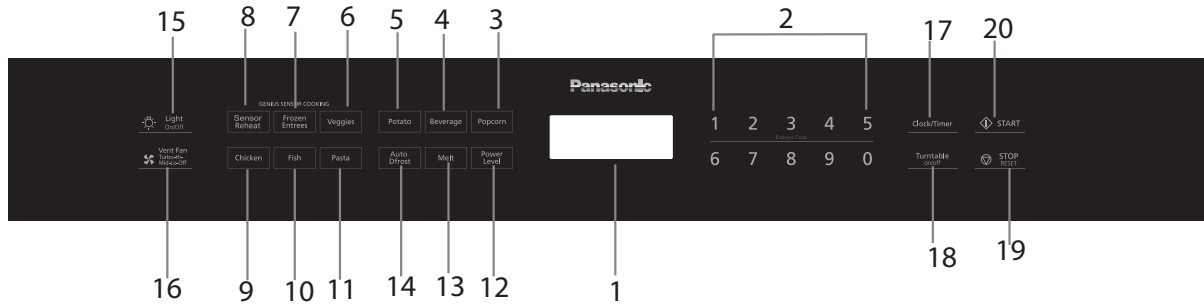 15 8 7 6 5 4 3 2 17 20
Panasonic
GENIUS SENSOR COOKING
Light
On/Off
Sensor
Reheat
Frozen
Entrees
Veggies
Potato
Beverage
Popcorn
1 2 3 4 5
Express Cook
Clock/Timer
START
Vent Fan
Turbo-Hi-
Mid-Lo-Off
Chicken
Fish
Pasta
Auto
Dfrost
Melt
Power
Level
6 7 8 9 0
Turntable
on/off
STOP
RESET
16 9 10 11 14 13 12 1 18 19